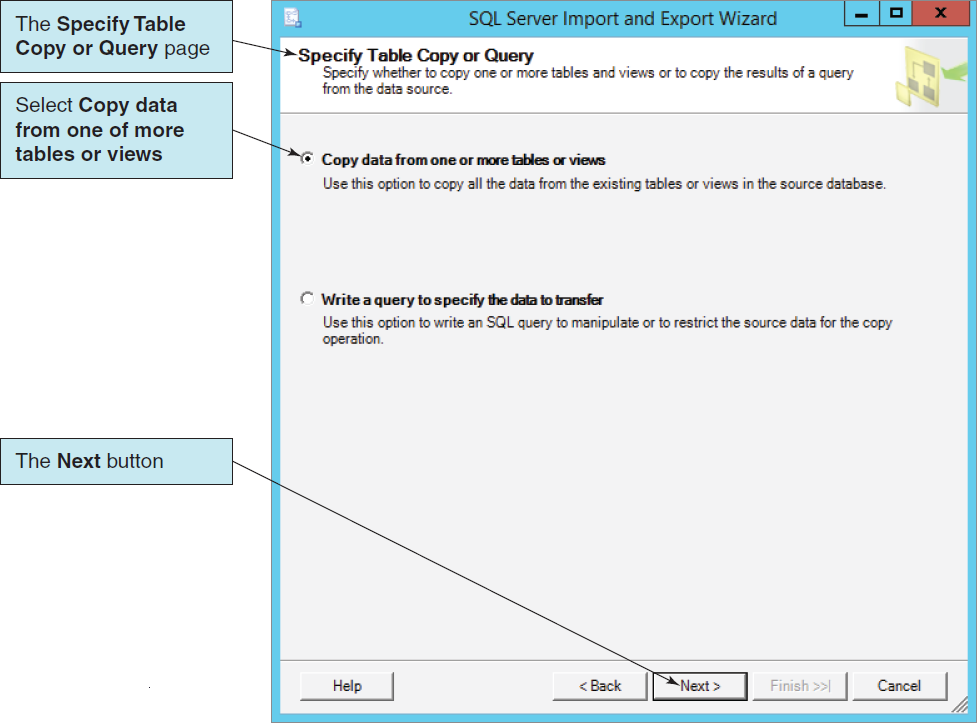 The Specify Table
Copy or Query page
Select Copy data
from one of more
tables or views
The Next button
SQL Server Import and Export Wizard
Specify Table Copy or Query
Specify whether to copy one or more tables and views or to copy the results of a query
from the data source.
Copy data from one or more tables or views
Use this option to copy all the data from the existing tables or views in the source database.
Write a query to specify the data to transfer
Use this option to write an SQL query to manipulate or to restrict the source data for the copy
operation.
Help
< Back
Next >
Finish >>|
Cancel